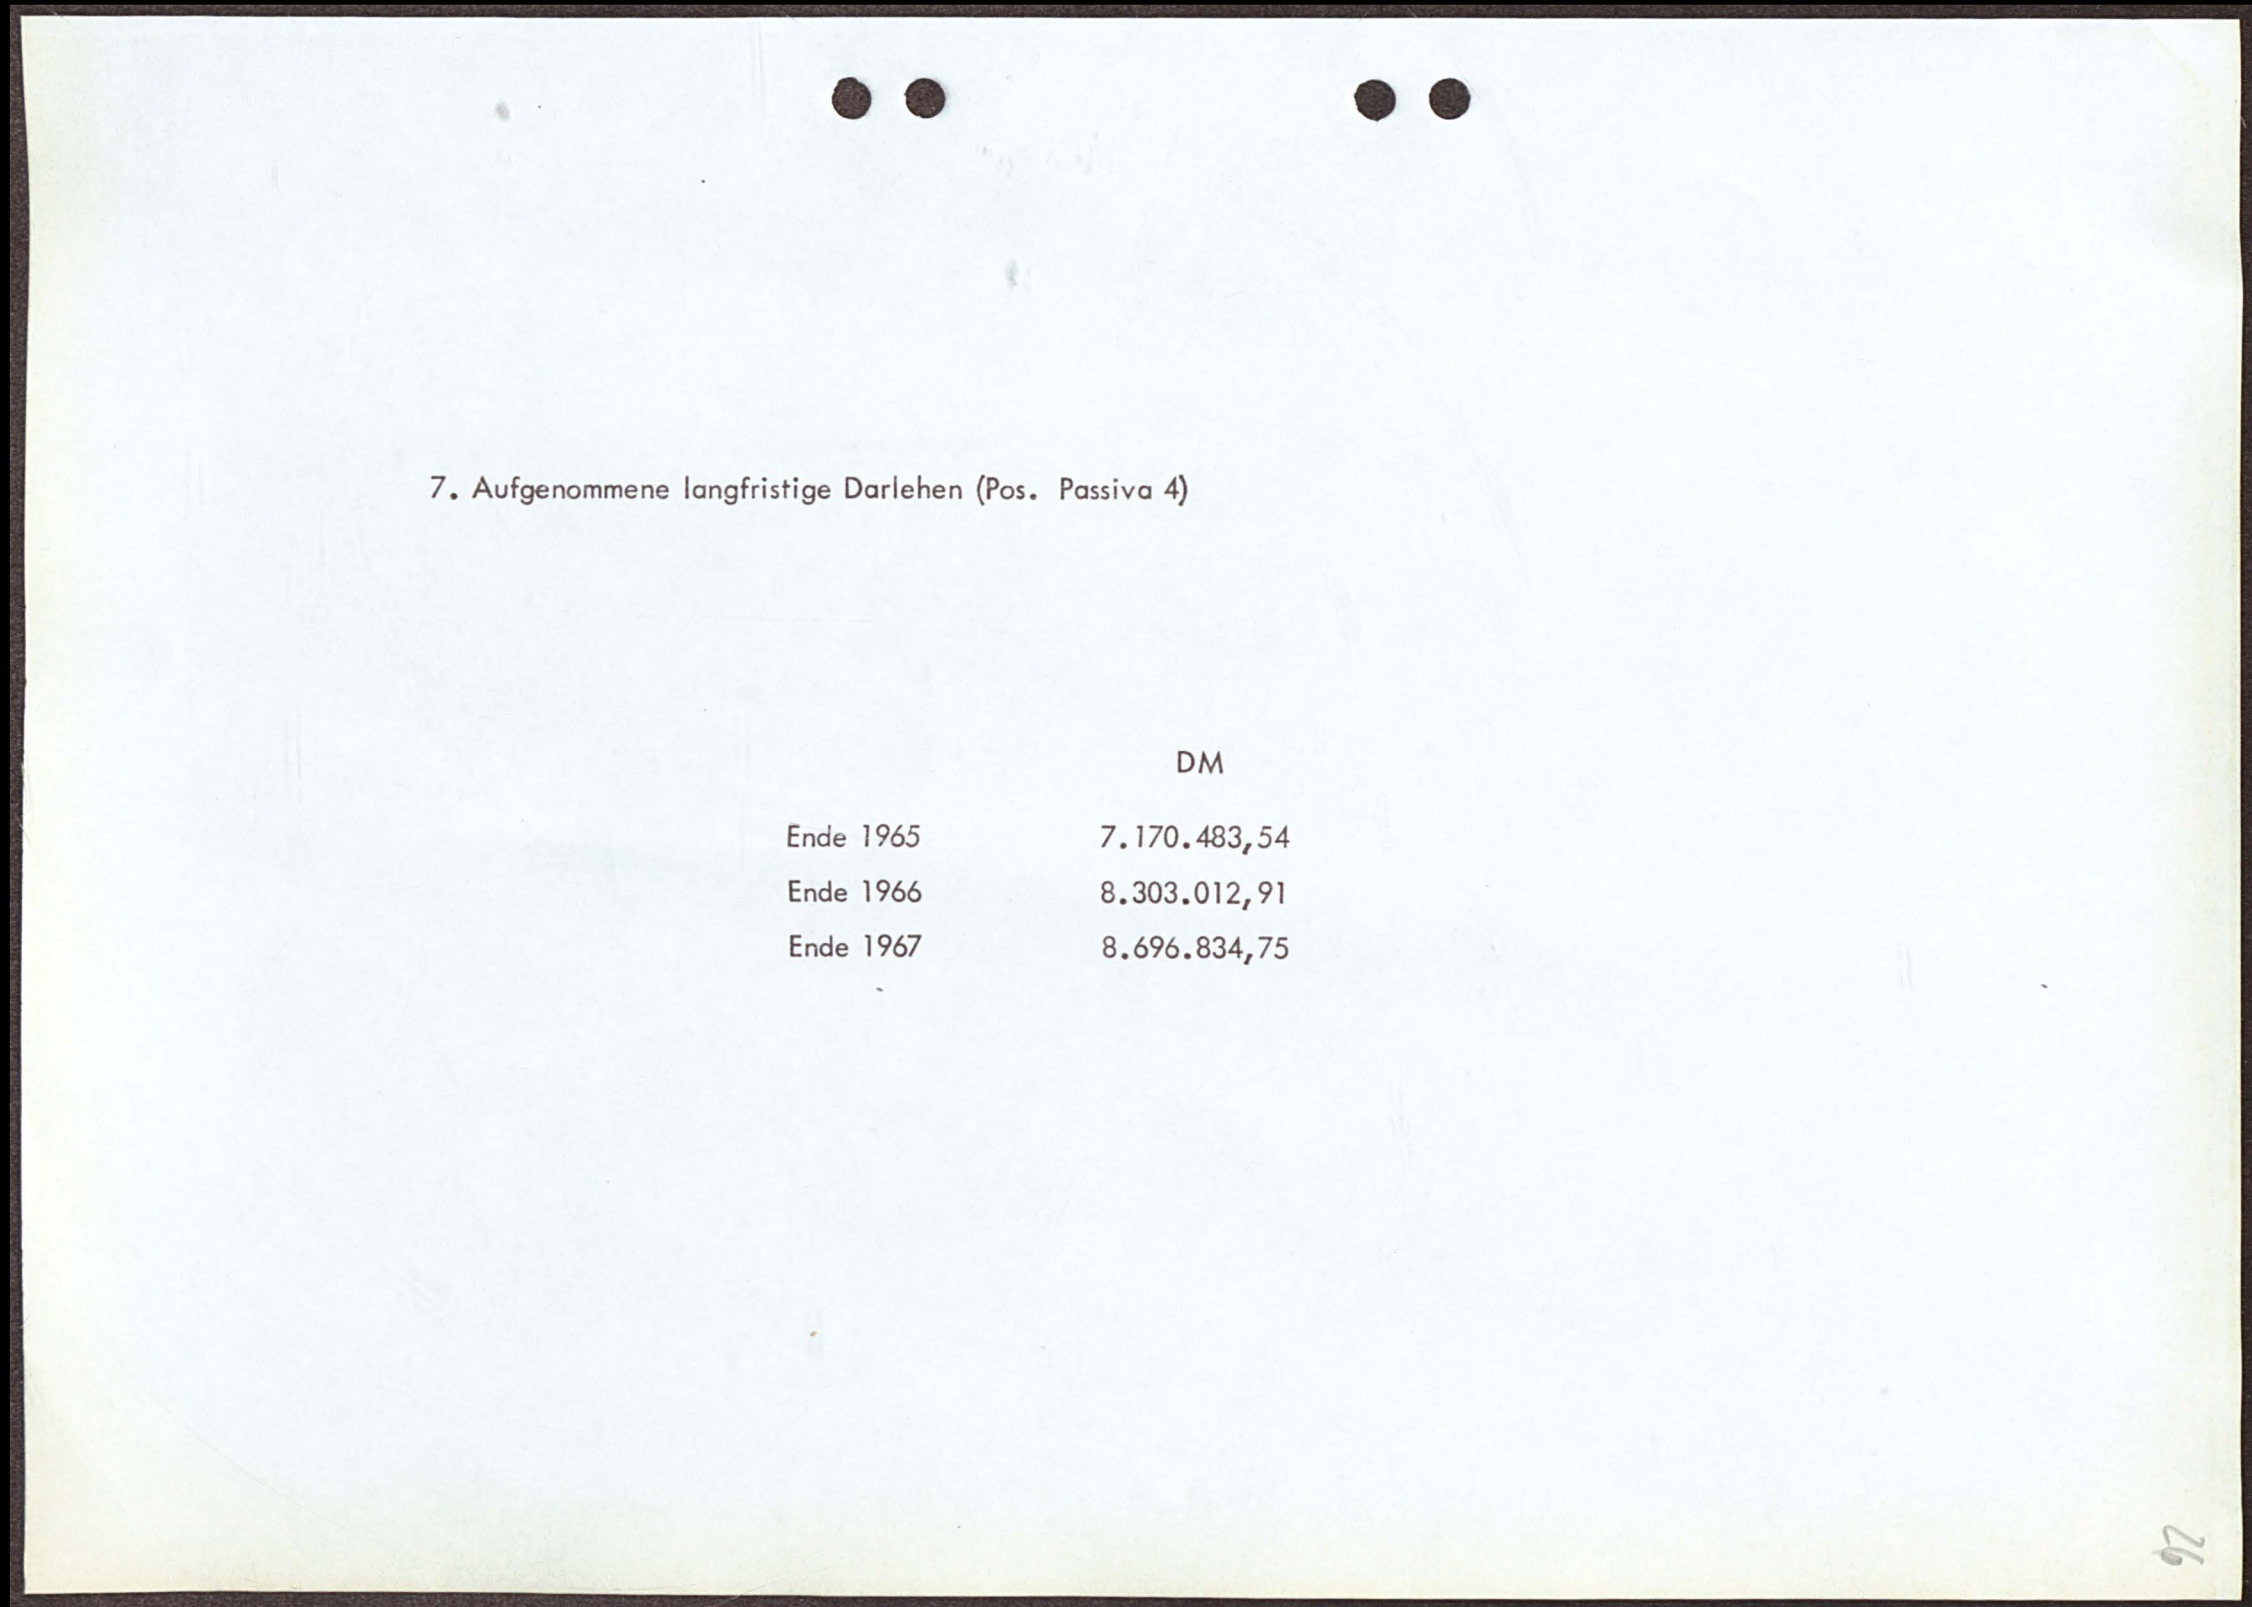 7. Aufgenommene langfristige Darlehen (Pos. Passiva 4)
DM
Ende 1965 7.170.483,54
Ende 1966 8.303.012,91
Ende 1967 8.696.834,75